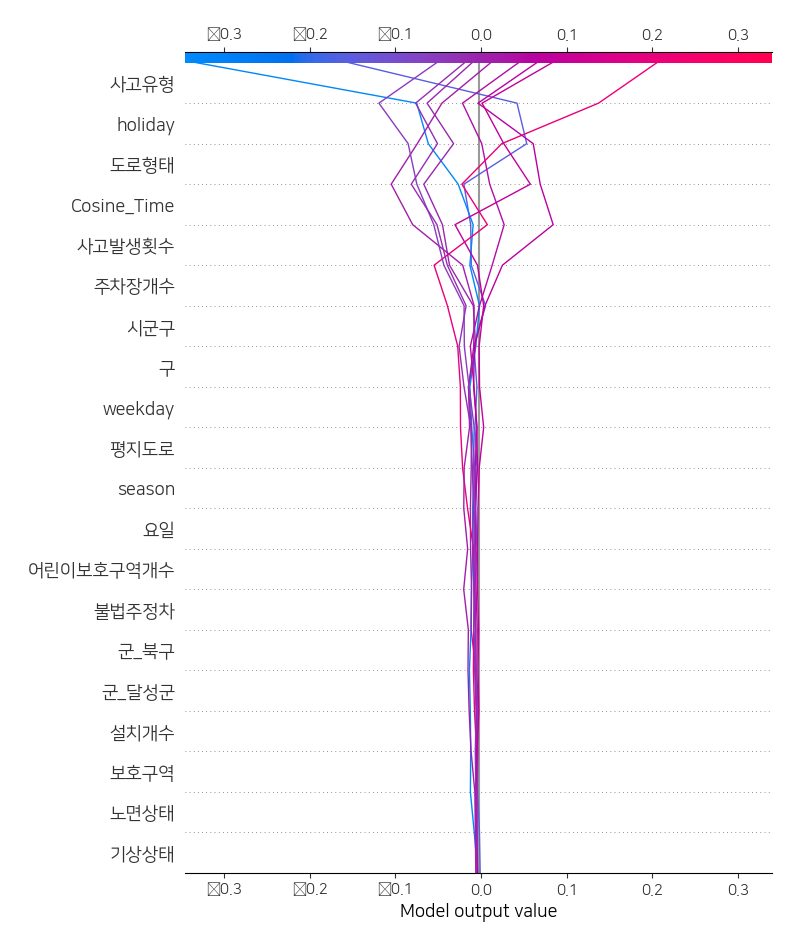 0.3 0.2 0.1 0.0 0.1 0.2 0.3
사고유형
holiday
도로형태
Cosine_Time
사고발생횟수
주차장개수
시군구
구
weekday
평지도로
season
요일
어린이보호구역개수
불법주정차
군_북구
군_달성군
설치개수
보호구역
노면상태
기상상태
0.3 0.2 0.1 0.0 0.1 0.2 0.3
Model output value